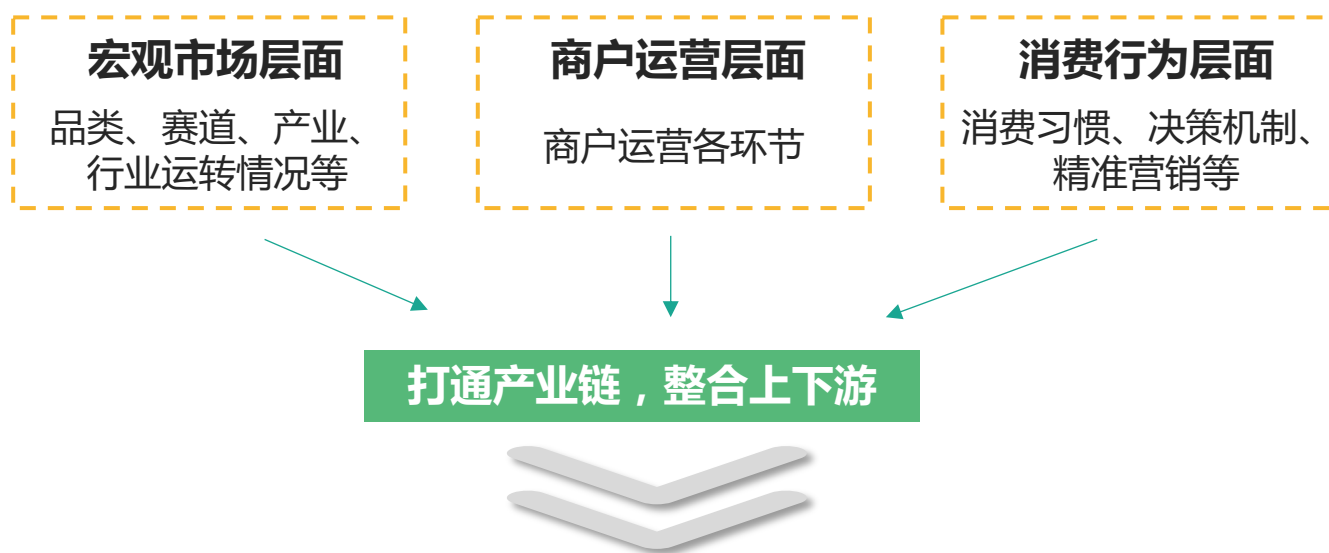 宏观市场层面
品类、赛道、产业、
行业运转情况等
商户运营层面
商户运营各环节
消费行为层面
消费习惯、决策机制、
精准营销等
打通产业链，整合上下游